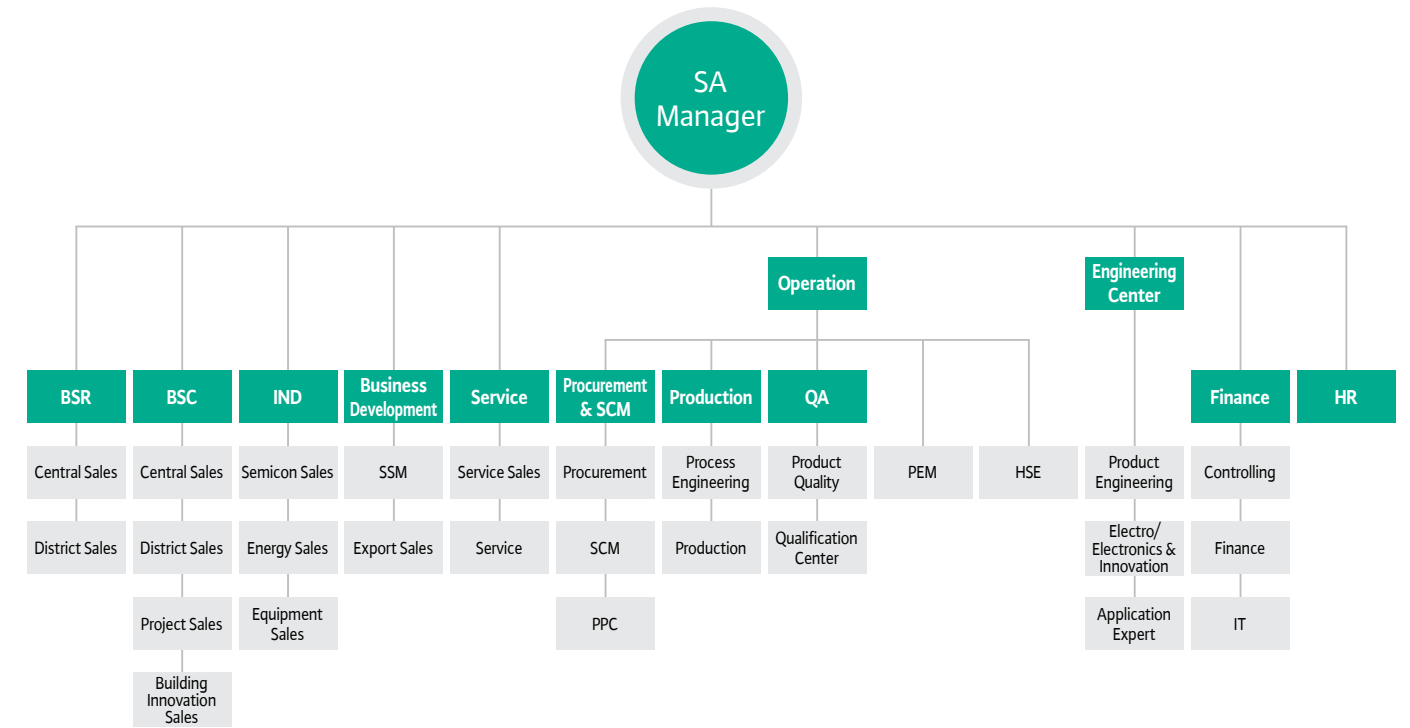 SA
Manager
Operation
Engineering
Center
BSR
BSC
IND
Business
Development
Service
Procurement
& SCM
Production
QA
Finance
HR
Central Sales
Central Sales
Semicon Sales
SSM
Service Sales
Procurement
Process
Engineering
Product
Quality
PEM
HSE
Product
Engineering
Controlling
District Sales
District Sales
Energy Sales
Export Sales
Service
SCM
Production
Qualification
Center
Electro/
Electronics &
Innovation
Finance
Project Sales
Equipment
Sales
PPC
Application
Expert
IT
Building
Innovation
Sales